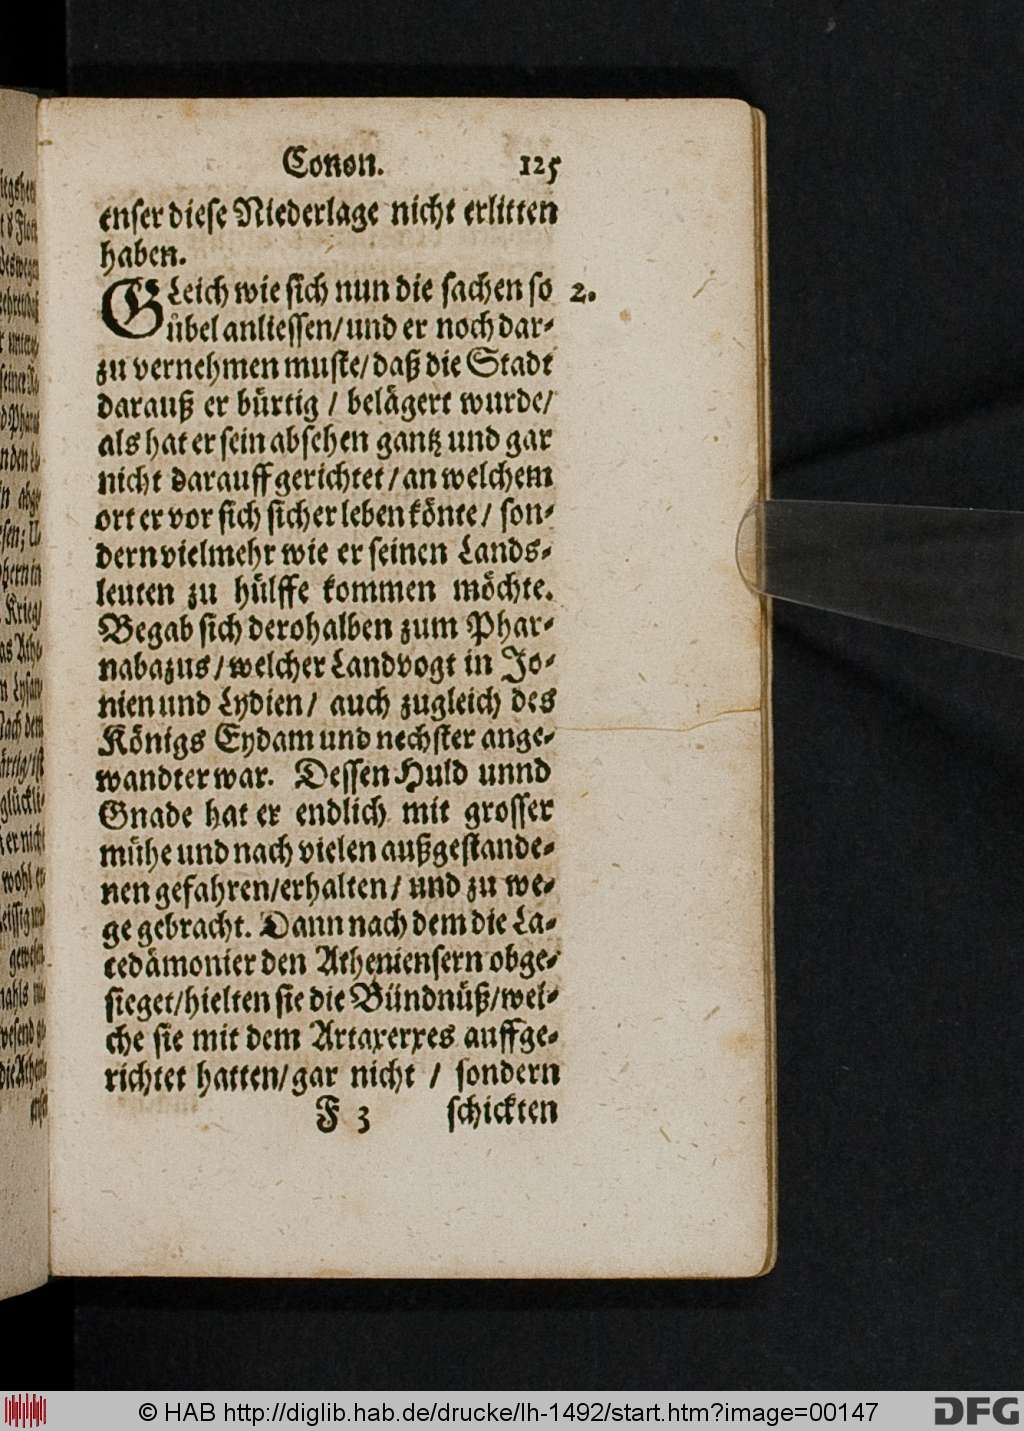 Conon. 125
enser diese Niederlage nicht erlitten
haben.
GLeich wie sich nun die sachen so 2.
übel anliessen/ und er noch dar-
zu vernehmen muste/ daß die Stadt
darauß er bürtig / belägert wurde/
als hat er sein absehen gantz und gar
nicht darauff gerichtet/ an welchem
ort er vor sich sicher leben könte/ son-
dern vielmehr wie er seinen Lands-
leuten zu hülffe kommen möchte.
Begab sich derohalben zum Phar-
nabazus/ welcher Landvogt in Jo-
nien und Lydien/ auch zugleich des
Königs Eydam und nechster ange-
wandter war. Dessen Huld unnd
Gnade hat er endlich mit grosser
mühe und nach vielen außgestande-
nen gefahren/erhalten/ und zu we-
ge gebracht. Dann nach dem die La-
cedämonier den Atheniensern obge-
sieget/hielten sie die Bündnüß/wel-
che sie mit dem Artaxerxes auffge-
richtet hatten/gar nicht / sondern
F 3 schickten
© HAB http://diglib.hab.de/drucke/lh-1492/start.htm?image=00147
DFG